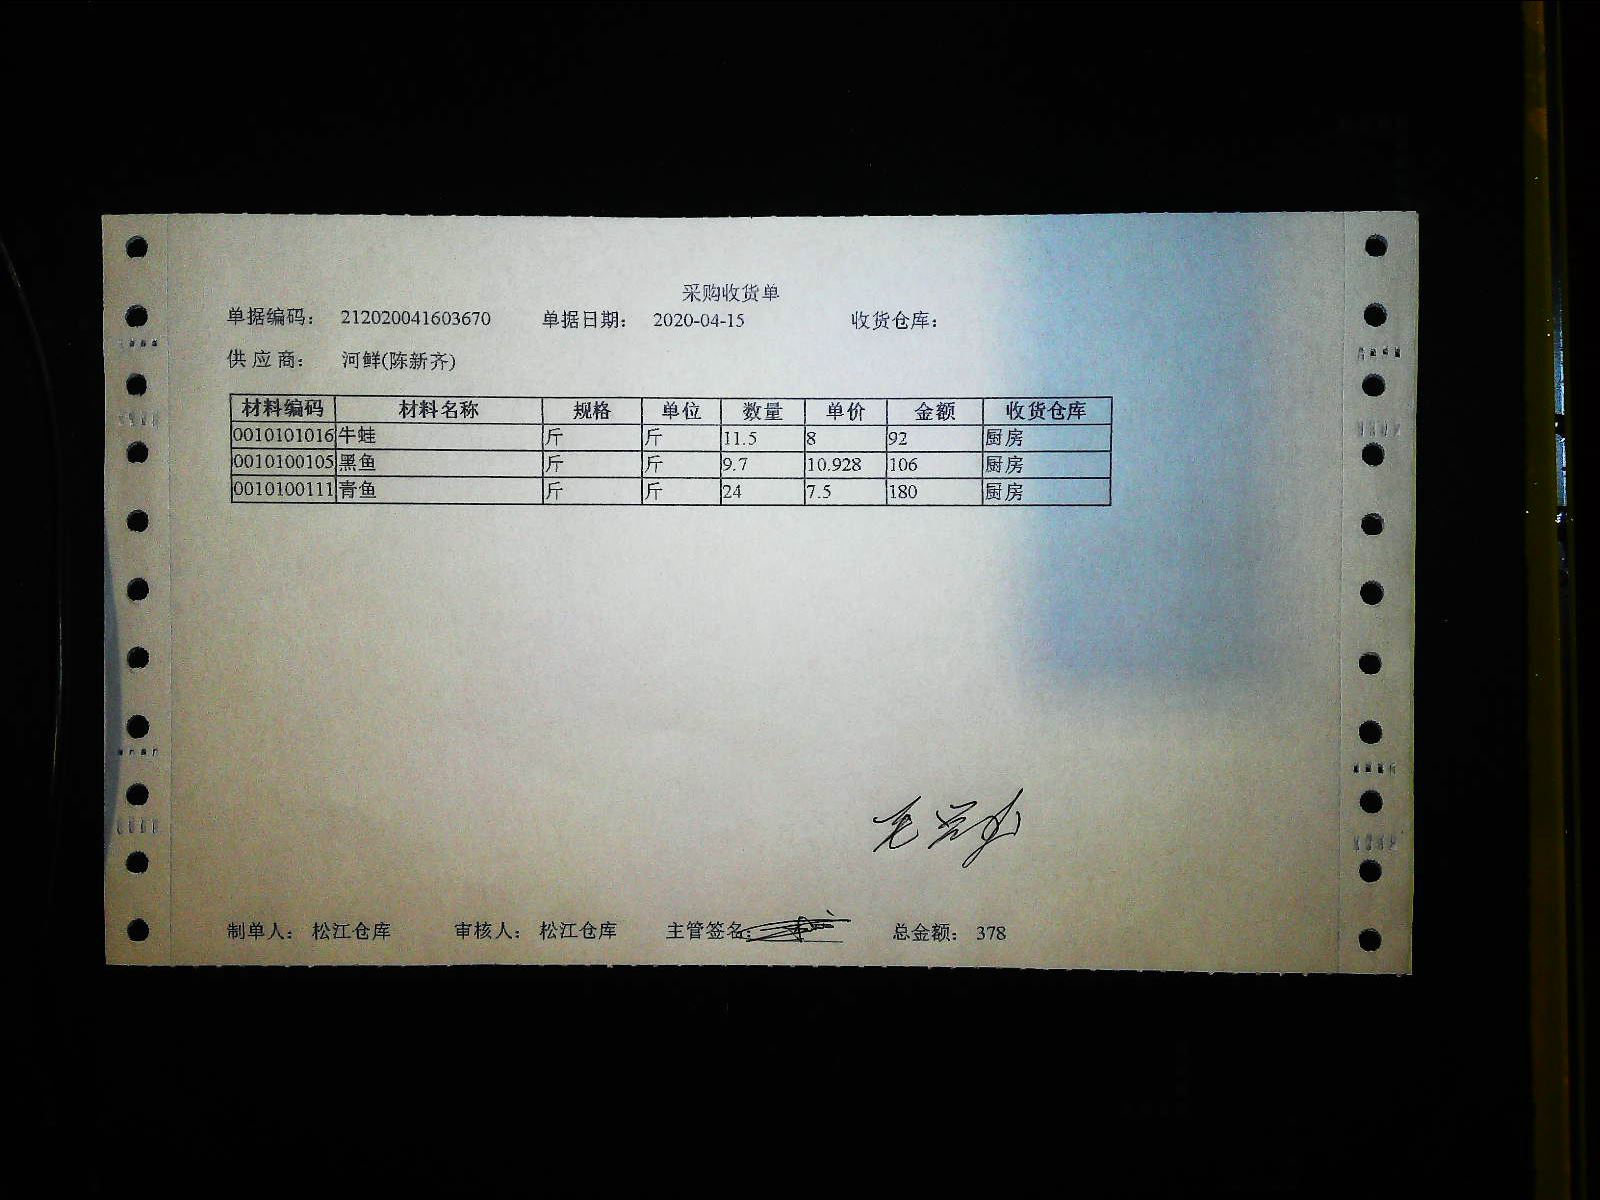 采购收货单
单据编码： 212020041603670 单据日期： 2020-04-15 收货仓库：
供 应 商： 河鲜(陈新齐)
材料编码 材料名称 规格 单位 数量 单价 金额 收货仓库
0010101016 牛蛙 斤 斤 11.5 8 92 厨房
0010100105 黑鱼 斤 斤 9.7 10.928 106 厨房
0010100111 青鱼 斤 斤 24 7.5 180 厨房
制单人： 松江仓库 审核人： 松江仓库 主管签名： 总金额： 378